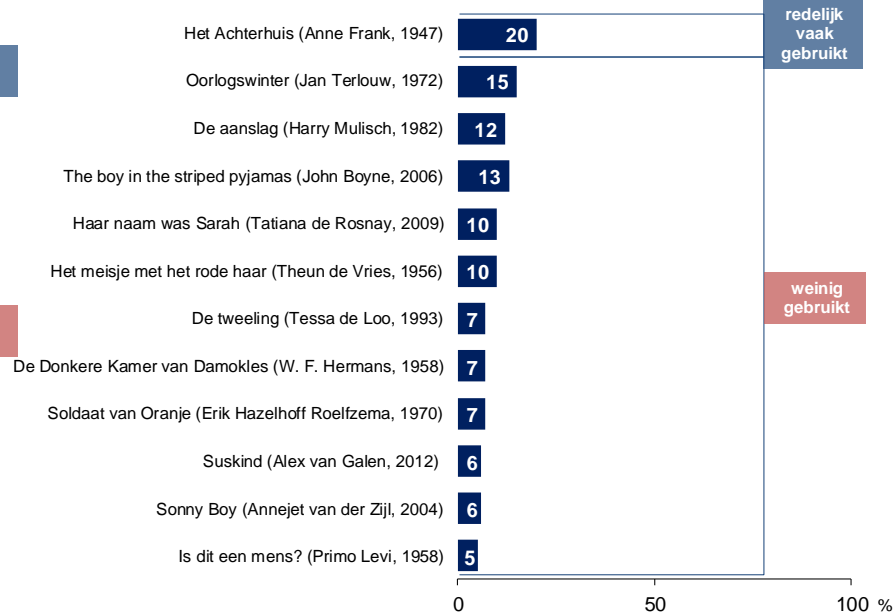 redelijk
vaak
gebruikt
Het Achterhuis (Anne Frank, 1947) 20
Oorlogswinter (Jan Terlouw, 1972) 15
De aanslag (Harry Mulisch, 1982) 12
The boy in the striped pyjamas (John Boyne, 2006) 13
Haar naam was Sarah (Tatiana de Rosnay, 2009) 10
Het meisje met het rode haar (Theun de Vries, 1956) 10
weinig
gebruikt
De tweeling (Tessa de Loo, 1993) 7
De Donkere Kamer van Damokles (W. F. Hermans, 1958) 7
Soldaat van Oranje (Erik Hazelhoff Roelfzema, 1970) 7
Suskind (Alex van Galen, 2012) 6
Sonny Boy (Annejet van der Zijl, 2004) 6
Is dit een mens? (Primo Levi, 1958) 5
0 50 100 %